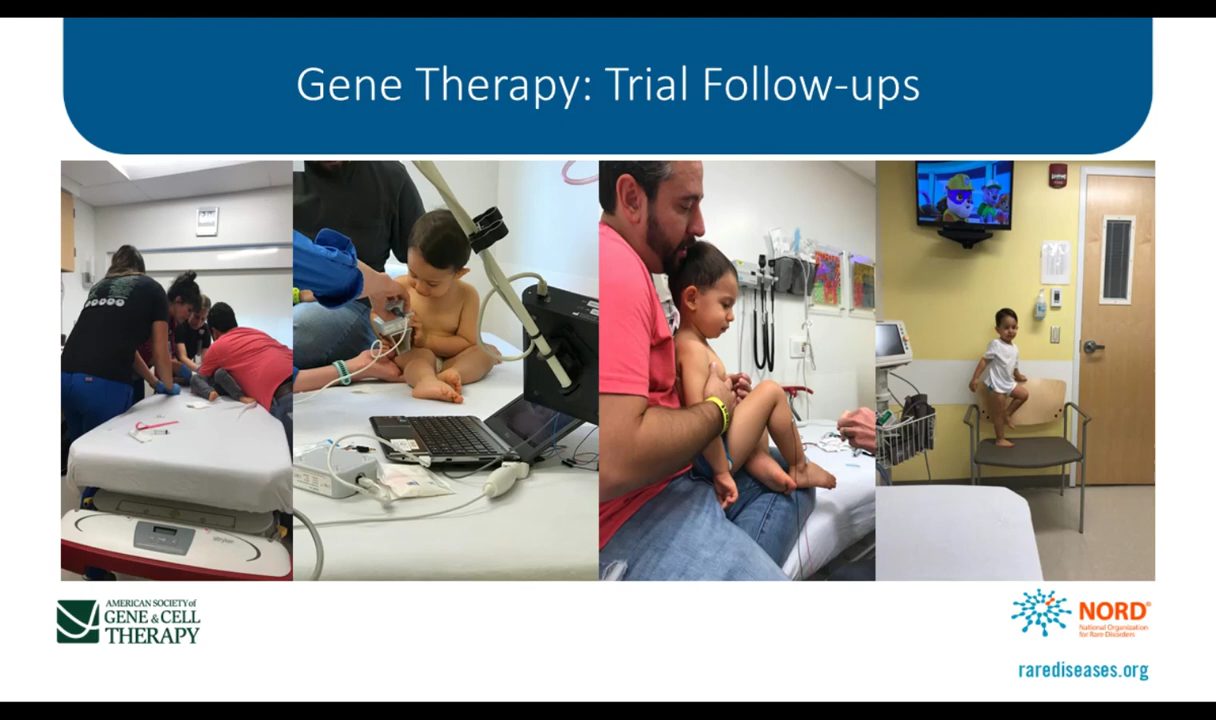 Gene Therapy: Trial Follow-ups
stryker
AMERICAN SOCIETY of
GENE & CELL
THERAPY
NORD®
National Organization
for Rare Disorders
rarediseases.org